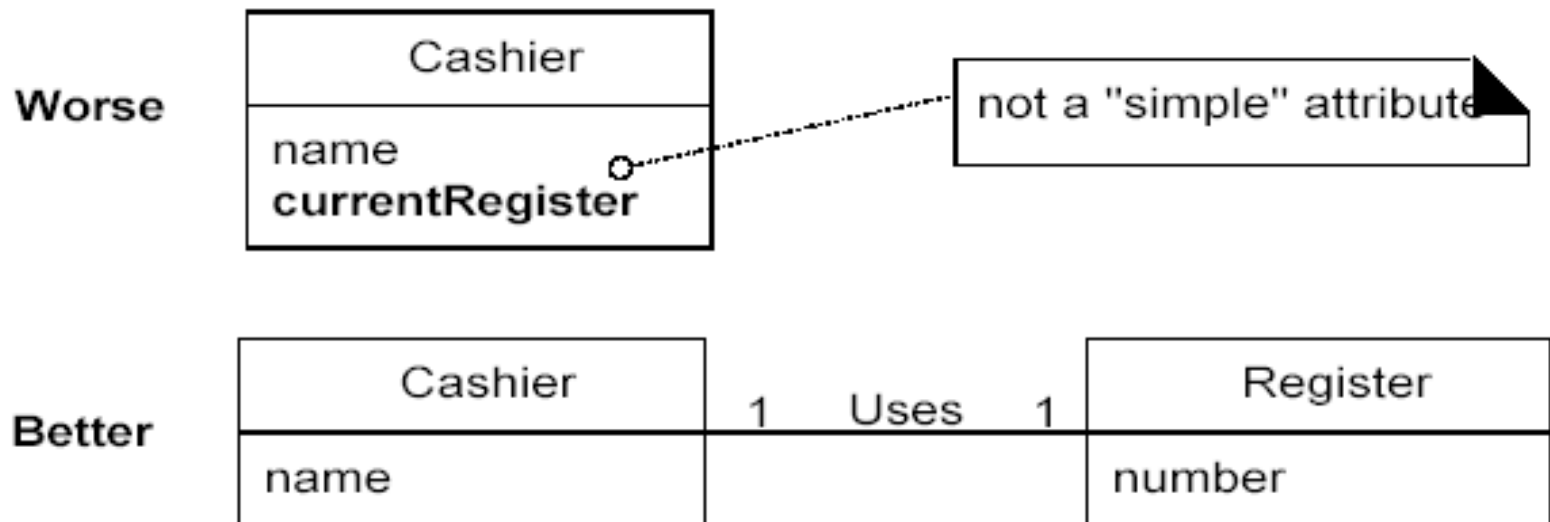 Cashier
Worse
not a "simple" attribute
name
currentRegister
Cashier
Register
1 Uses 1
Better
name
number